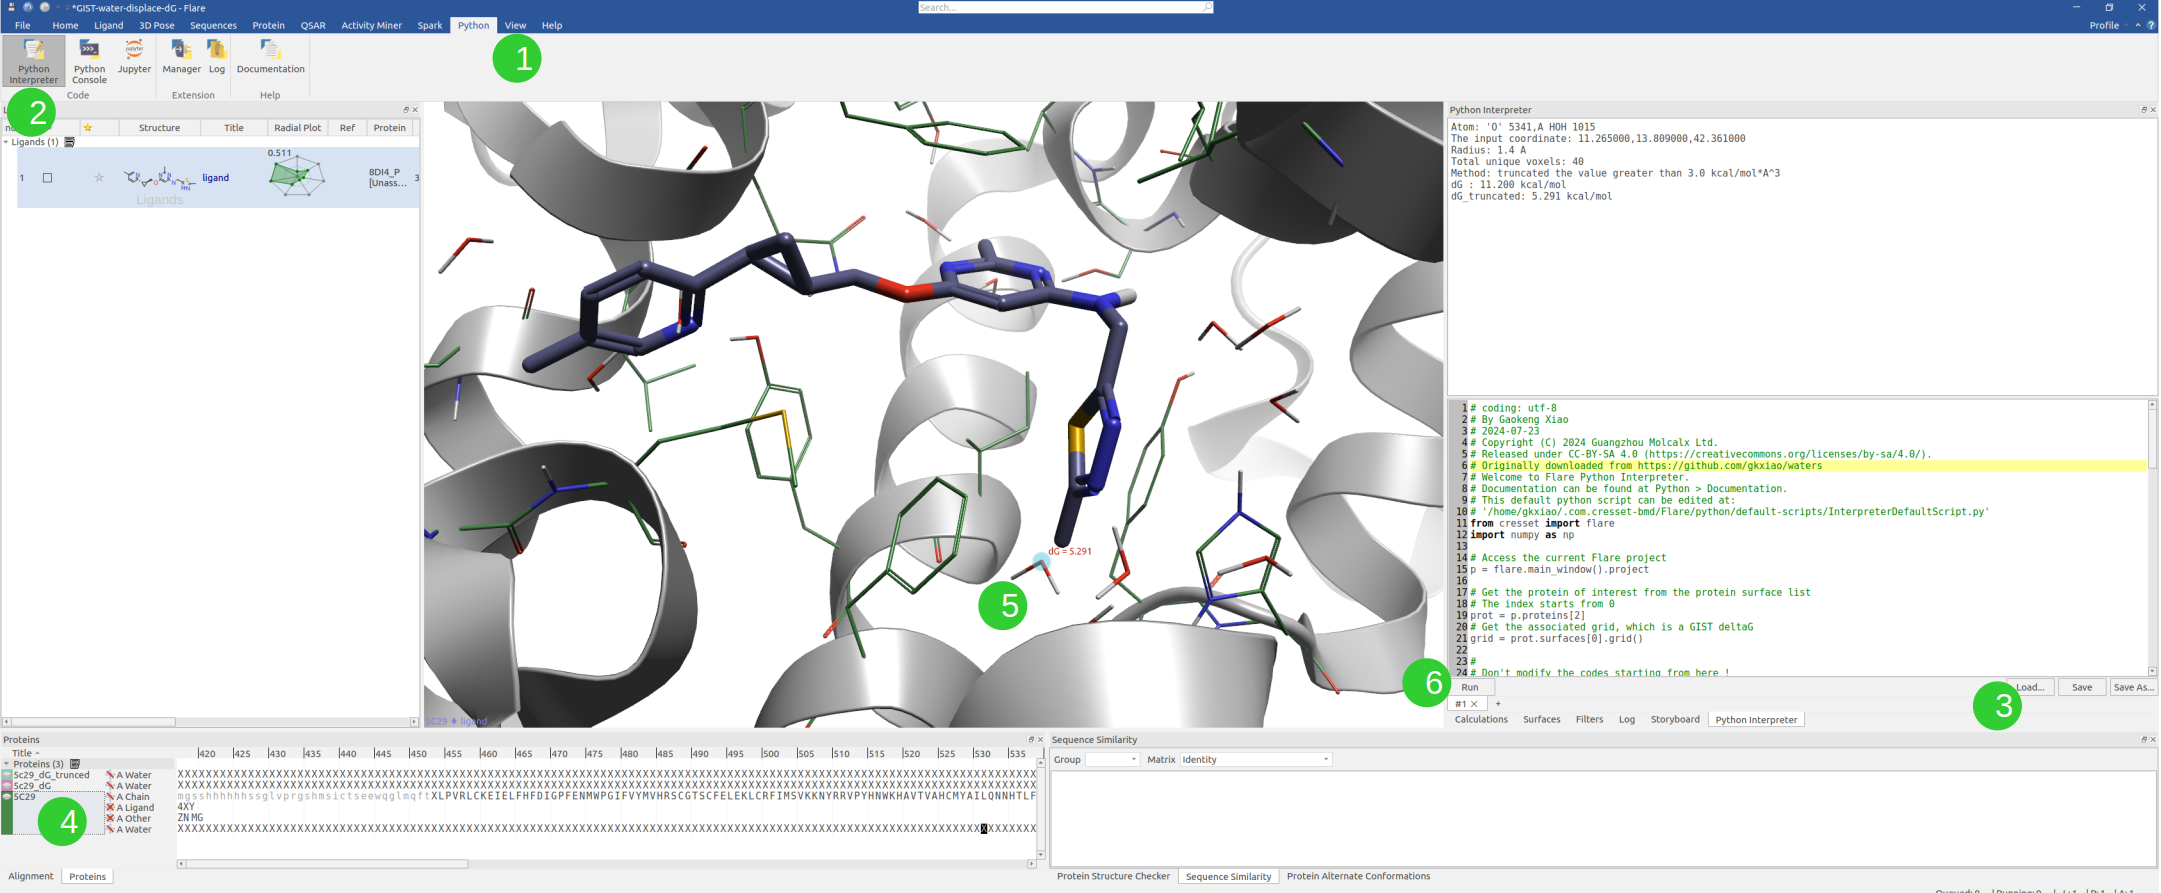 *GIST-water-displace-dG - Flare
Search...
File Home Ligand 3D Pose Sequences Protein QSAR Activity Miner Spark Python View Help
Profile
Python Interpreter
Python Console
Jupyter
Manager
Log
Documentation
Code
Extension
Help
1
2
Structure Title Radial Plot Ref Protein
Ligands (1)
1
ligand
0.511
8DI4_P
[Unass...
3
Ligands
dG = 5.291
5
5C29 ♦ ligand
Python Interpreter
Atom: 'O' 5341,A HOH 1015
The input coordinate: 11.265000,13.809000,42.361000
Radius: 1.4 A
Total unique voxels: 40
Method: truncated the value greater than 3.0 kcal/mol*A^3
dG : 11.200 kcal/mol
dG_truncated: 5.291 kcal/mol
1 # coding: utf-8
2 # By Gaokeng Xiao
3 # 2024-07-23
4 # Copyright (C) 2024 Guangzhou Molcalx Ltd.
5 # Released under CC-BY-SA 4.0 (https://creativecommons.org/licenses/by-sa/4.0/).
6 # Originally downloaded from https://github.com/gkxiao/waters
7 # Welcome to Flare Python Interpreter.
8 # Documentation can be found at Python > Documentation.
9 # This default python script can be edited at:
10 # '/home/gkxiao/.com.cresset-bmd/Flare/python/default-scripts/InterpreterDefaultScript.py'
11 from cresset import flare
12 import numpy as np
13
14 # Access the current Flare project
15 p = flare.main_window().project
16
17 # Get the protein of interest from the protein surface list
18 # The index starts from 0
19 prot = p.proteins[2]
20 # Get the associated grid, which is a GIST deltaG
21 grid = prot.surfaces[0].grid()
22
23 #
24 # Don't modify the codes starting from here !
6
Run
3
Load... Save Save As...
#1
+
Calculations Surfaces Filters Log Storyboard Python Interpreter
Proteins
Title
420 425 430 435 440 445 450 455 460 465 470 475 480 485 490 495 500 505 510 515 520 525 530 535
Proteins (3)
5c29_dG_trunced A Water
5c29_dG A Water
5C29 A Chain mgsshhhhhhssglvprgshmsictseewqglmqftXLPVRLCKEIELFHFDIGPFENMWPGIFVYMVHRSCGTSCFELEKLCRFIMSVKKNYRRVPYHNWKHAVTVAHCMYAILQNNHTLF
A Ligand 4XY
A Other ZN MG
A Water
4
Alignment Proteins
Sequence Similarity
Group
Matrix Identity
Protein Structure Checker Sequence Similarity Protein Alternate Conformations